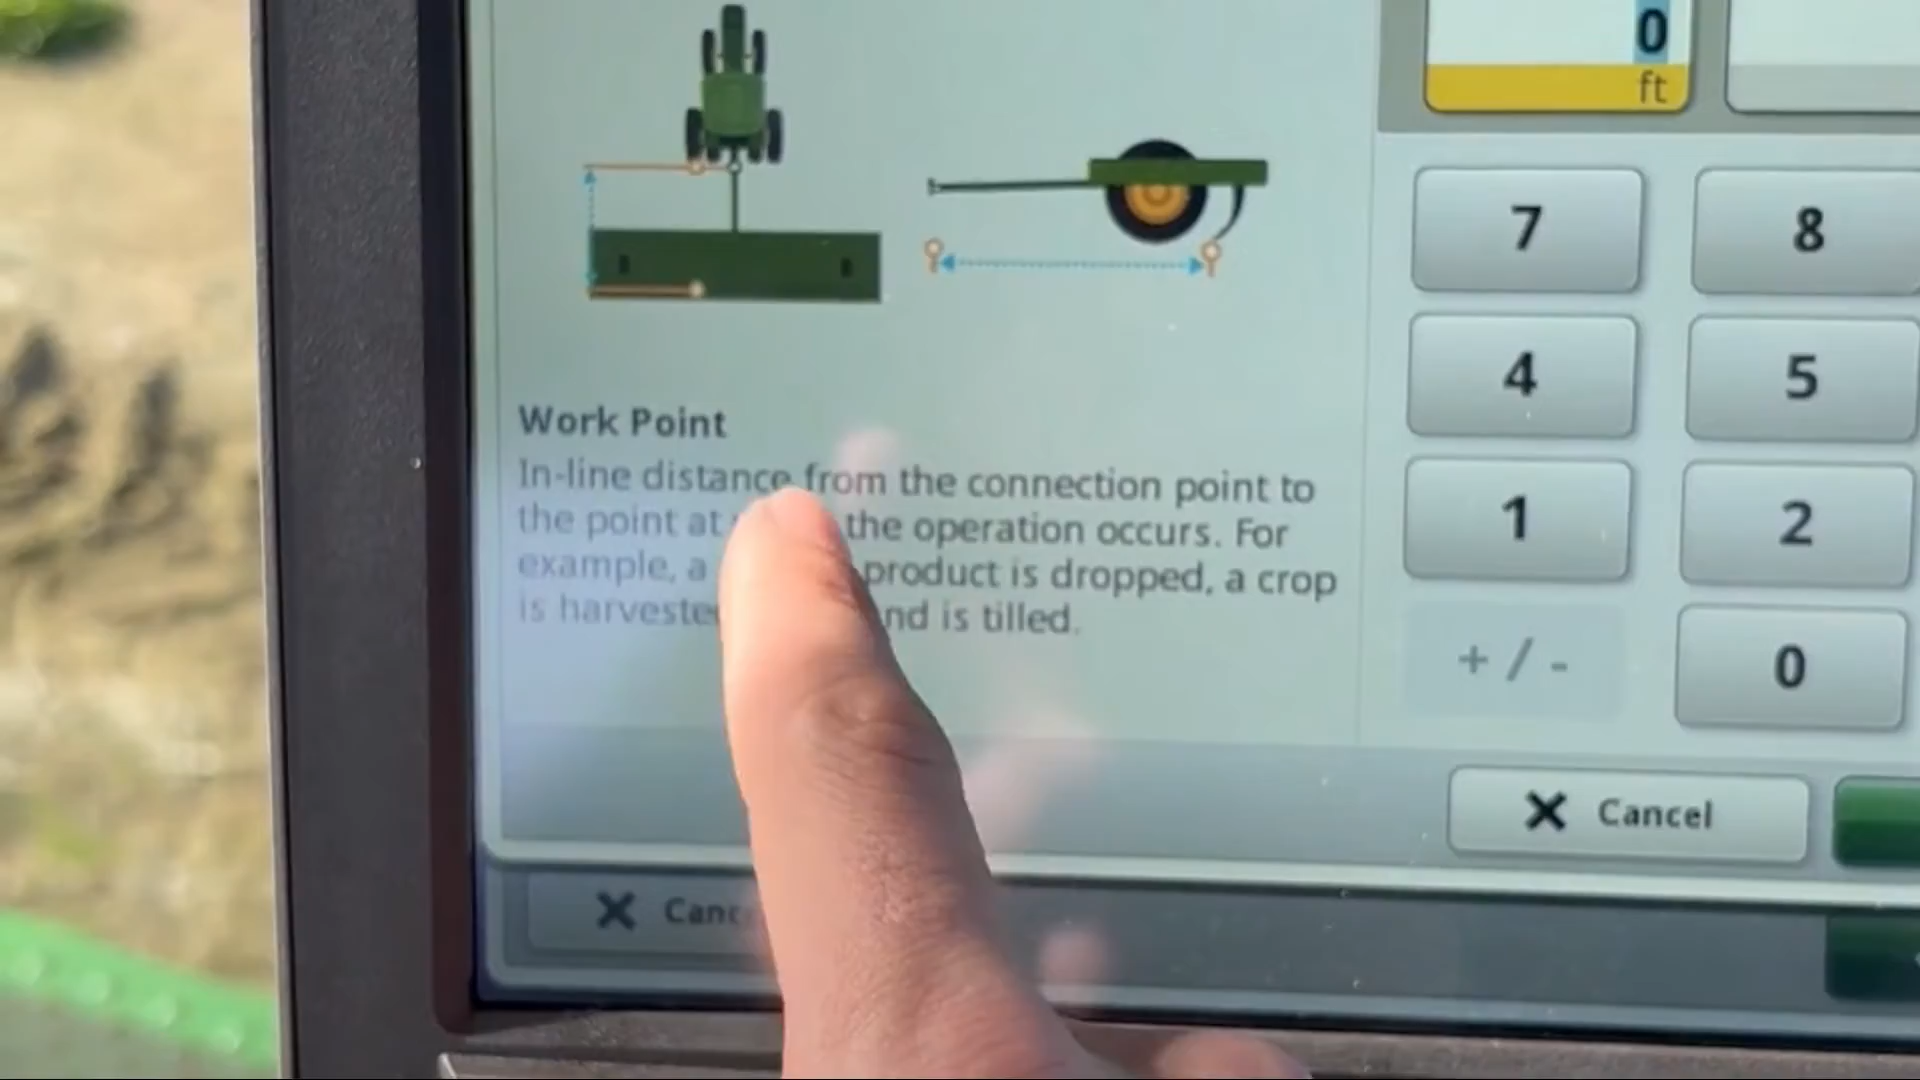 0
ft
7 8
4 5
Work Point
In-line distance from the connection point to
the point at the operation occurs. For
example, a product is dropped, a crop
is harvested nd is tilled.
1 2
+ / - 0
Cancel
Canc